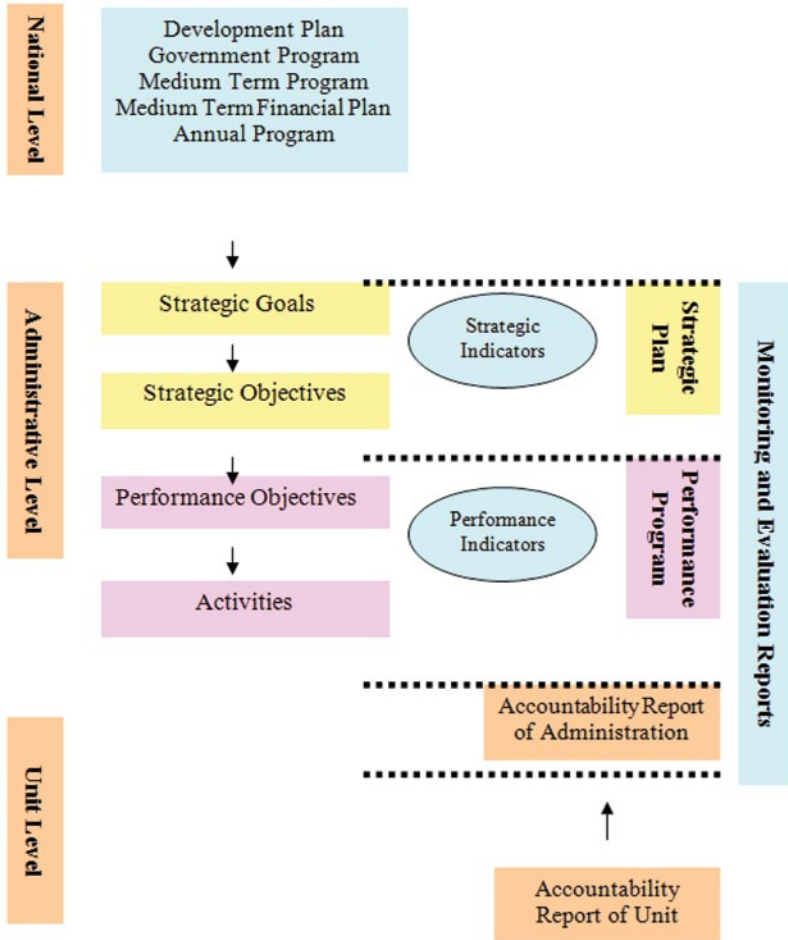 National Level
Development Plan
Government Program
Medium Term Program
Medium Term Financial Plan
Annual Program
Administrative Level
Strategic Goals
Strategic Indicators
Strategic Plan
Strategic Objectives
Performance Objectives
Performance Indicators
Performance Program
Activities
Monitoring and Evaluation Reports
Unit Level
Accountability Report
of Administration
Accountability
Report of Unit